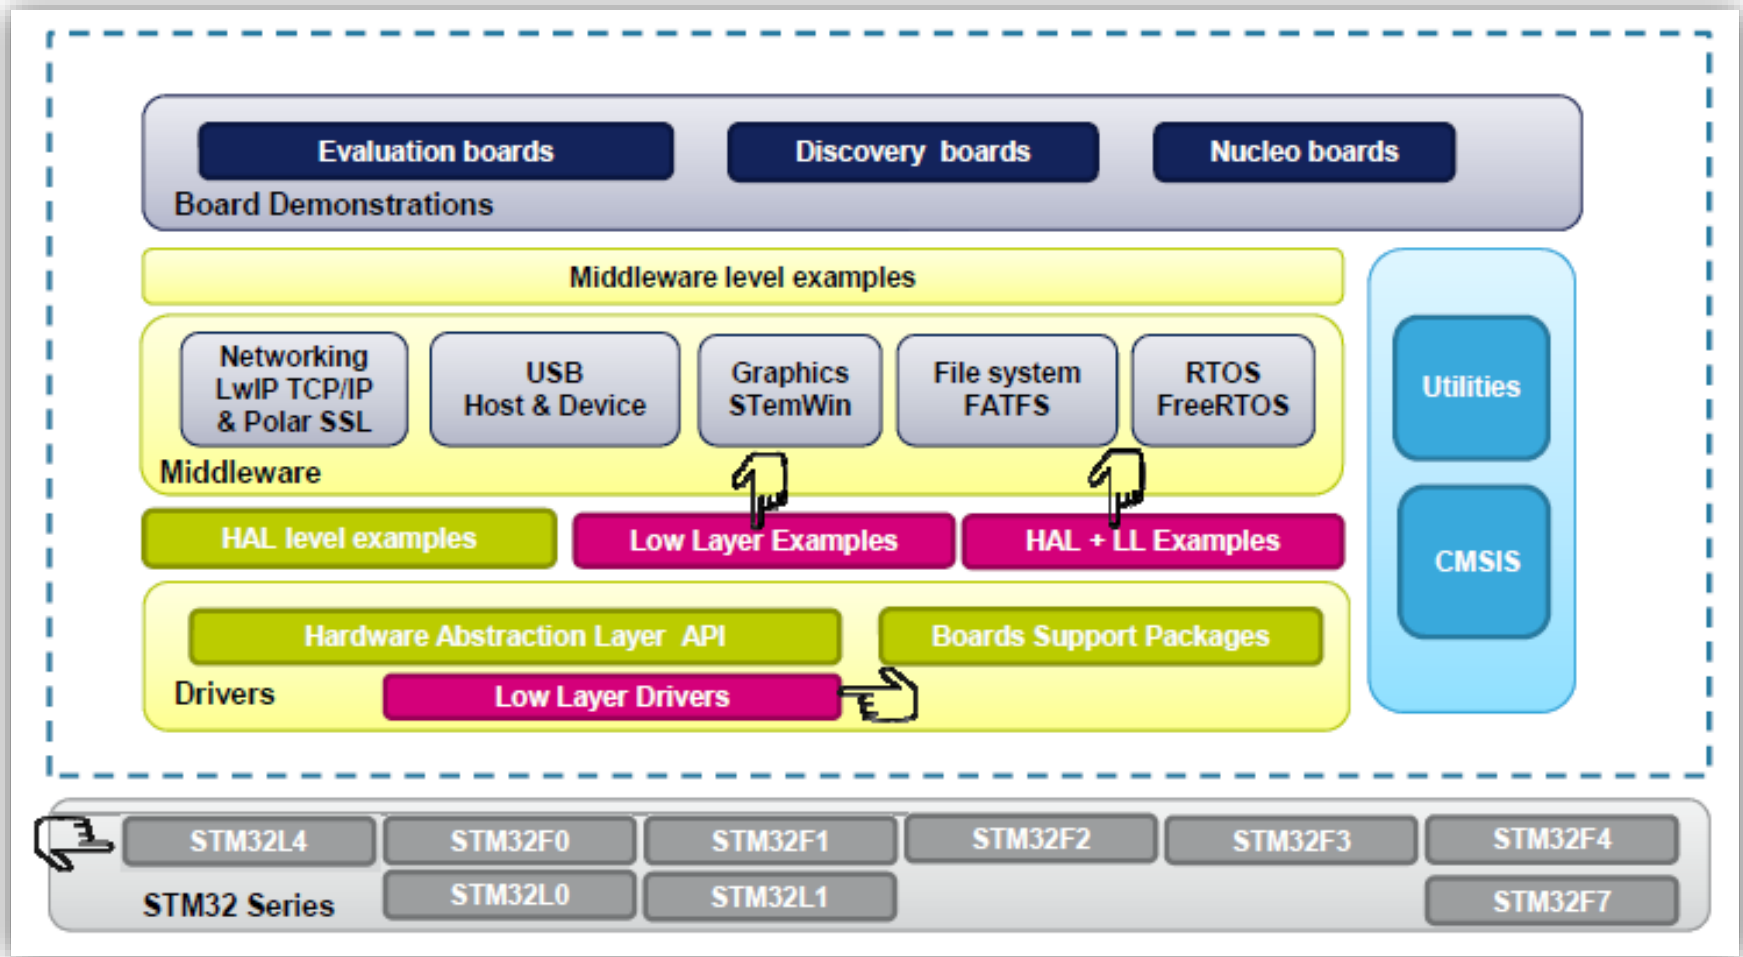 Evaluation boards
Discovery boards
Nucleo boards
Board Demonstrations
Middleware level examples
Networking
LwIP TCP/IP
& Polar SSL
USB
Host & Device
Graphics
STemWin
File system
FATFS
RTOS
FreeRTOS
Middleware
Utilities
CMSIS
HAL level examples
Low Layer Examples
HAL + LL Examples
Hardware Abstraction Layer API
Boards Support Packages
Drivers
Low Layer Drivers
STM32L4
STM32F0
STM32F1
STM32F2
STM32F3
STM32F4
STM32 Series
STM32L0
STM32L1
STM32F7